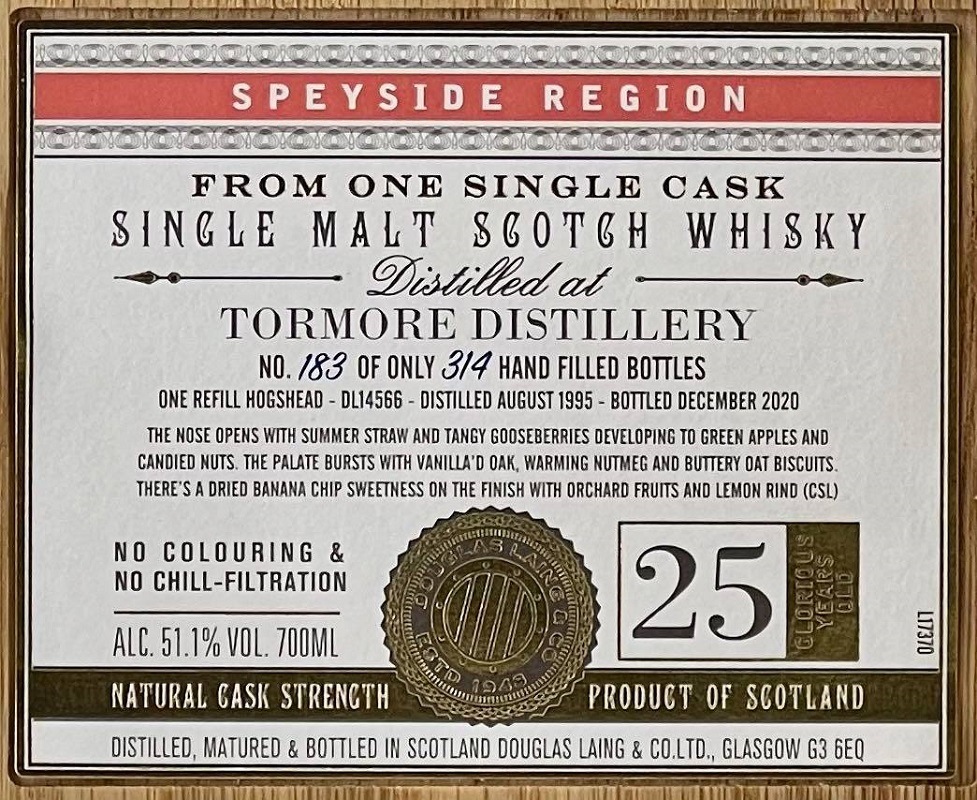 SPEYSIDE REGION
FROM ONE SINGLE CASK
SINGLE MALT SCOTCH WHISKY
Distilled at
TORMORE DISTILLERY
NO. 183 OF ONLY 314 HAND FILLED BOTTLES
ONE REFILL HOGSHEAD - DL14566 - DISTILLED AUGUST 1995 - BOTTLED DECEMBER 2020
THE NOSE OPENS WITH SUMMER STRAW AND TANGY GOOSEBERRIES DEVELOPING TO GREEN APPLES AND
CANDIED NUTS. THE PALATE BURSTS WITH VANILLA'D OAK, WARMING NUTMEG AND BUTTERY OAT BISCUITS.
THERE'S A DRIED BANANA CHIP SWEETNESS ON THE FINISH WITH ORCHARD FRUITS AND LEMON RIND (CSL)
NO COLOURING &
NO CHILL-FILTRATION
ALC. 51.1% VOL. 700ML
DOUGLAS LAING & CO
ESTD 1948
25
GLORIOUS
YEARS
OLD
L17370
NATURAL CASK STRENGTH
PRODUCT OF SCOTLAND
DISTILLED, MATURED & BOTTLED IN SCOTLAND DOUGLAS LAING & CO.LTD., GLASGOW G3 6EQ